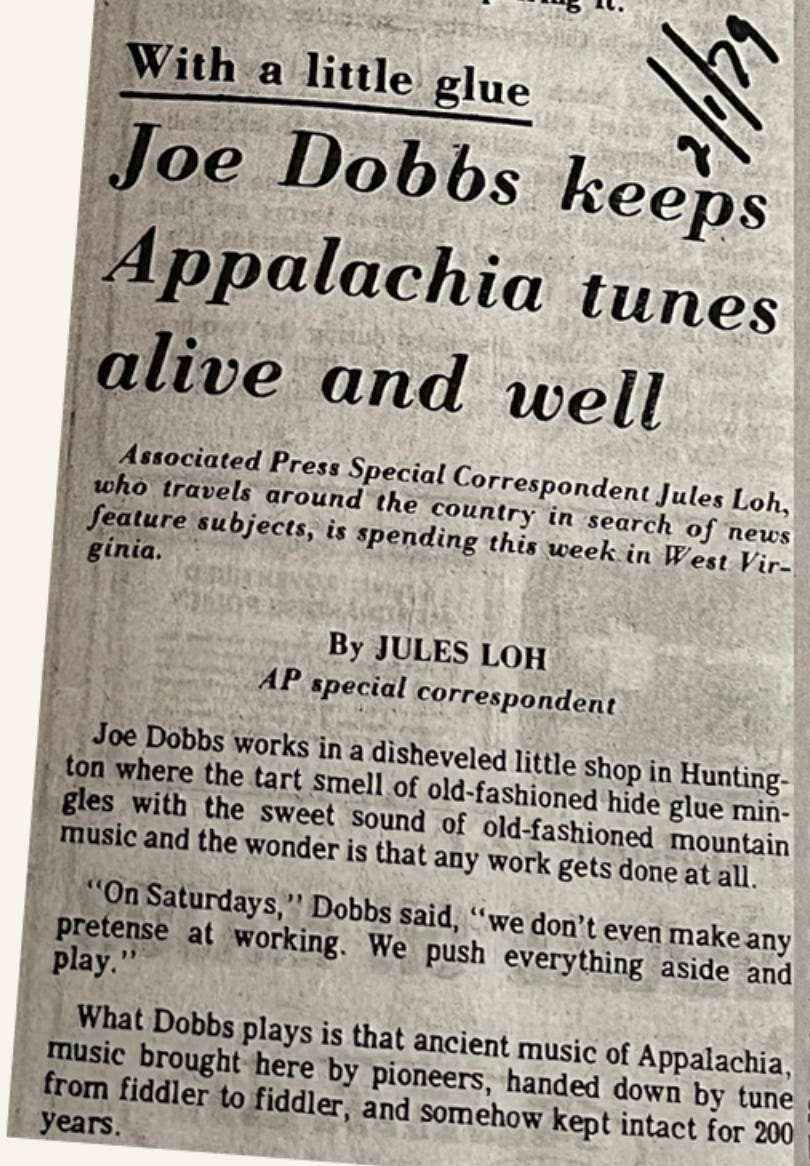 it.
2/1/79
With a little glue
Joe Dobbs keeps
Appalachia tunes
alive and well
Associated Press Special Correspondent Jules Loh,
who travels around the country in search of news
feature subjects, is spending this week in West Vir-
ginia.
By JULES LOH
AP special correspondent
Joe Dobbs works in a disheveled little shop in Hunting-
ton where the tart smell of old-fashioned hide glue min-
gles with the sweet sound of old-fashioned mountain
music and the wonder is that any work gets done at all.
“On Saturdays,” Dobbs said, “we don’t even make any
pretense at working. We push everything aside and
play.”
What Dobbs plays is that ancient music of Appalachia,
music brought here by pioneers, handed down by tune
from fiddler to fiddler, and somehow kept intact for 200
years.